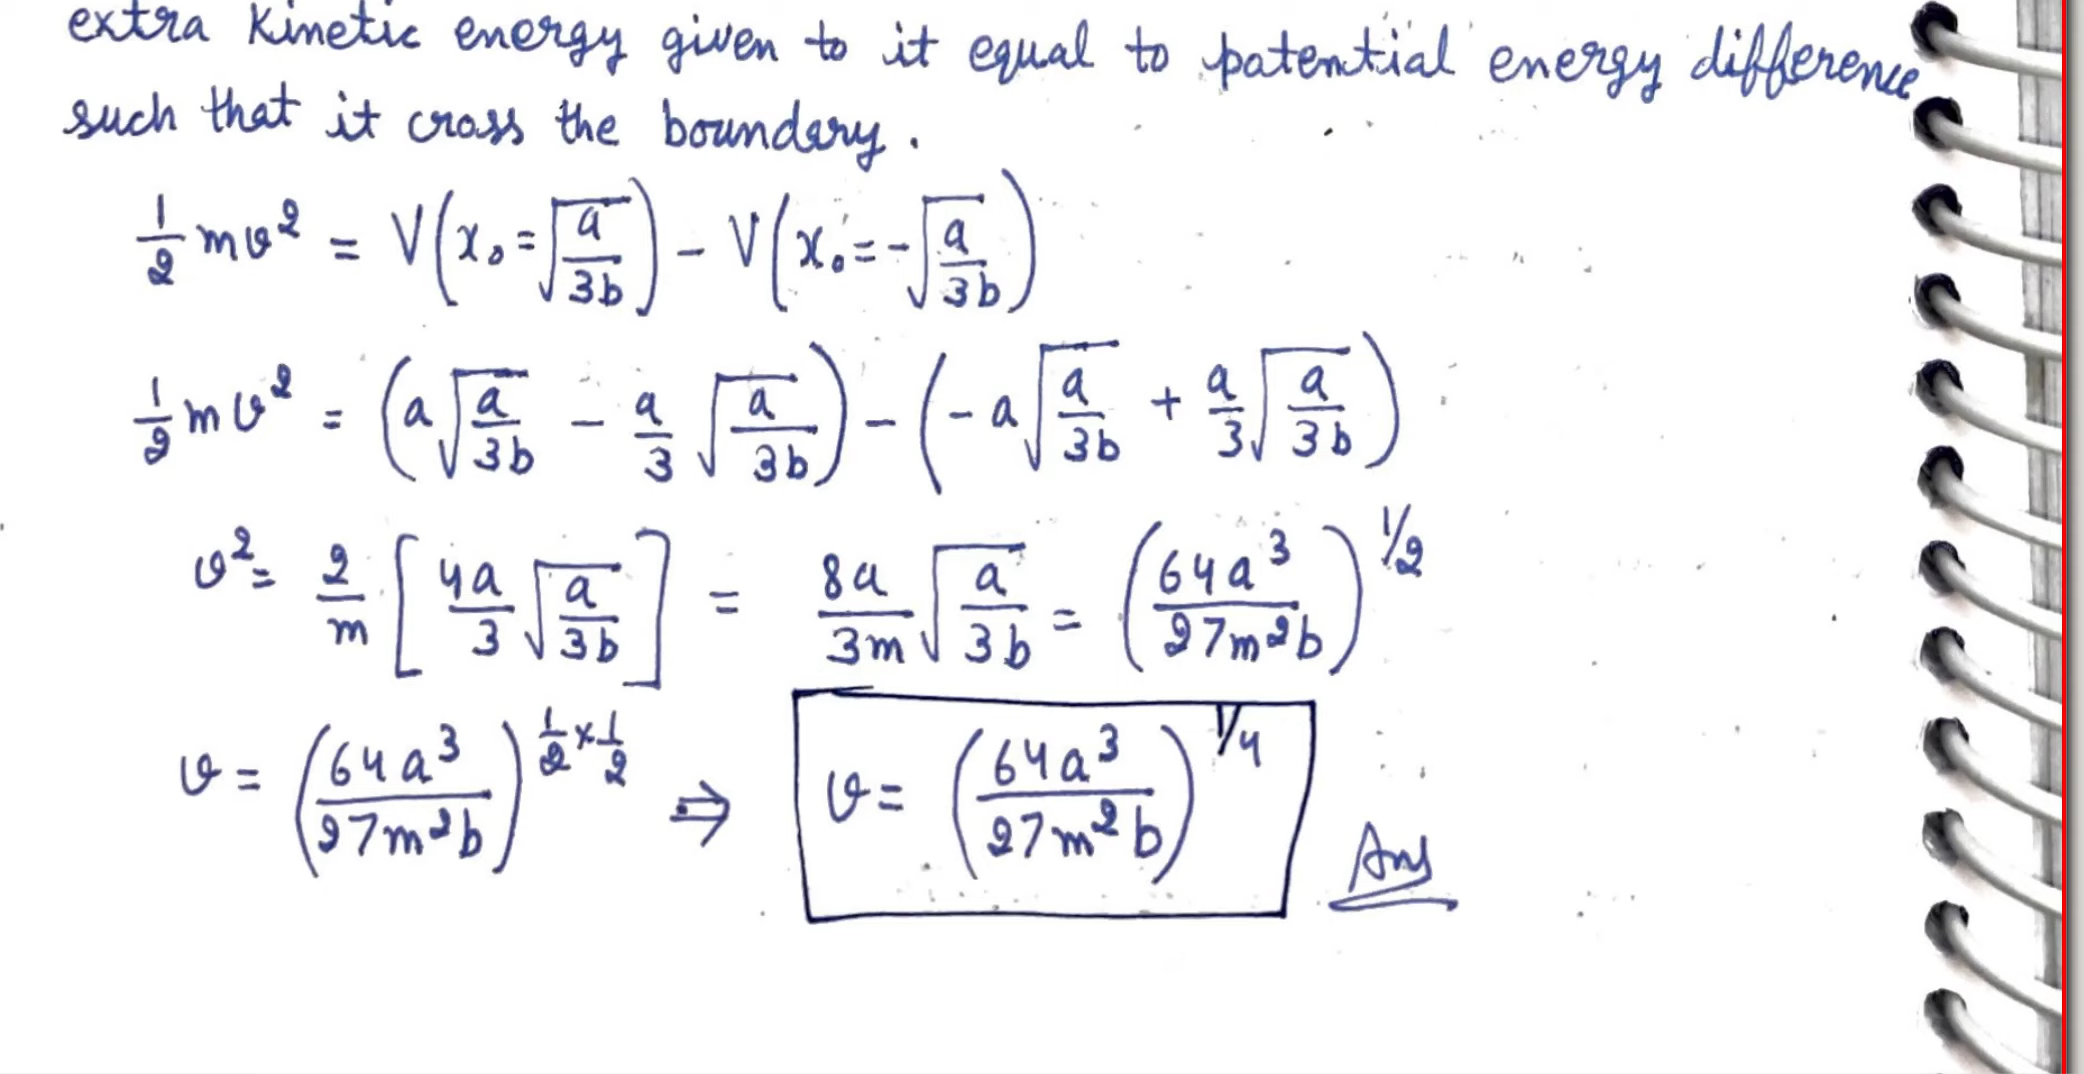 extra Kinetic energy given to it equal to patential energy difference
such that it cross the boundary.
1/2 mv² = V(x₀=√(a/3b)) - V(x₀=-√(a/3b))
1/2 mv² = (a√(a/3b) - a/3 √(a/3b)) - (-a√(a/3b) + a/3 √(a/3b))
v² = 2/m [4a/3 √(a/3b)] = 8a/3m √(a/3b) = (64a³/27m²b)^1/2
v = (64a³/27m²b)^(1/2 × 1/2) ⇒ v = (64a³/27m²b)^1/4 Ans